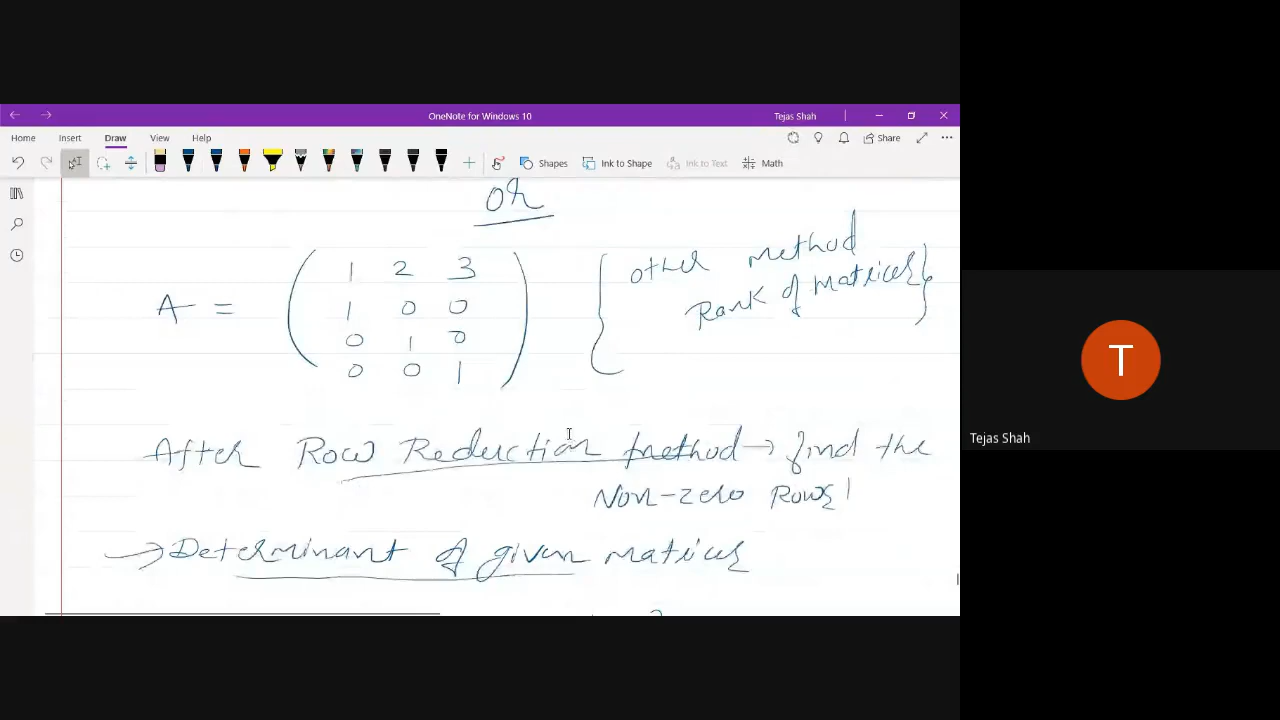 OneNote for Windows 10
Tejas Shah
Home Insert Draw View Help
Share
Shapes Ink to Shape Ink to Text Math
OR
A = ( 1 2 3
1 0 0
0 1 0
0 0 1 )
{ other method
Rank of matrices }
After Row Reduction method → find the
Non-zero Rows
→ Determinant of given matrices
T
Tejas Shah